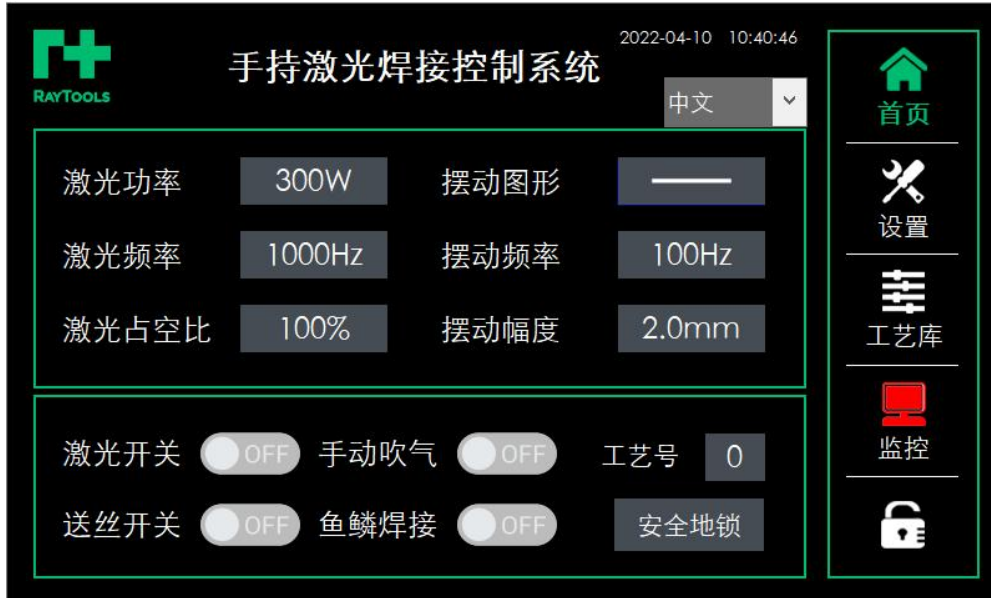 RAYTOOLS
手持激光焊接控制系统
2022-04-10 10:40:46
中文
激光功率 300W 摆动图形
激光频率 1000Hz 摆动频率 100Hz
激光占空比 100% 摆动幅度 2.0mm
激光开关 OFF 手动吹气 OFF 工艺号 0
送丝开关 OFF 鱼鳞焊接 OFF 安全地锁
首页
设置
工艺库
监控